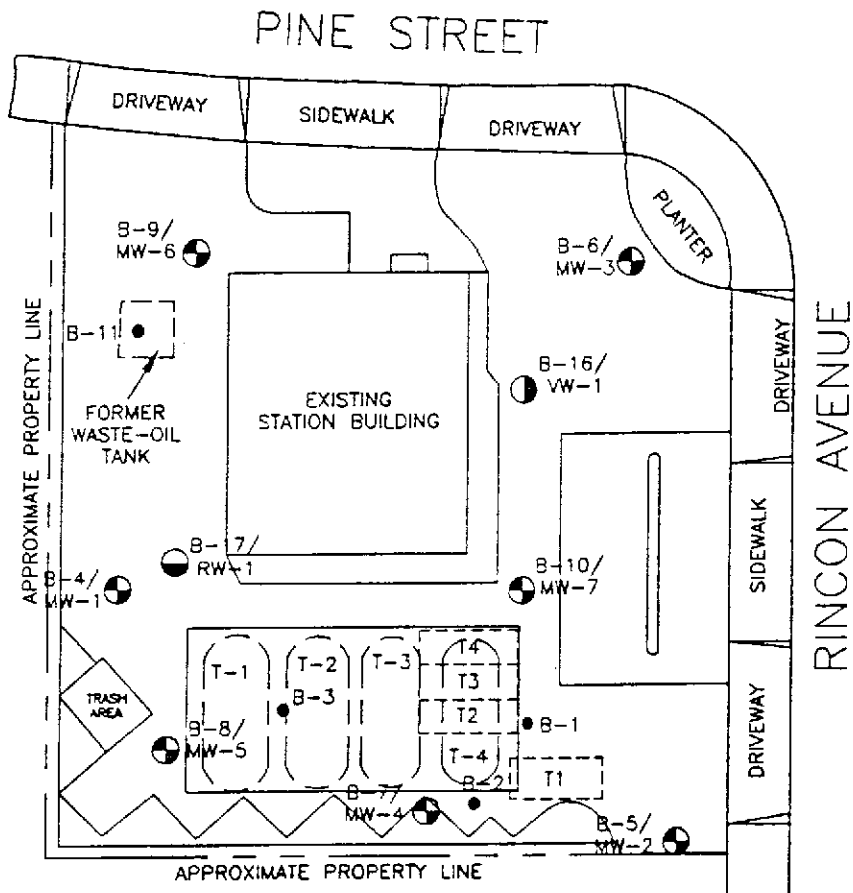 PINE STREET
DRIVEWAY
SIDEWALK
DRIVEWAY
PLANTER
B-9/
MW-6
B-6/
MW-3
B-11
FORMER
WASTE-OIL
TANK
APPROXIMATE PROPERTY LINE
EXISTING
STATION BUILDING
B-16/
VW-1
DRIVEWAY
RINCON AVENUE
SIDEWALK
B-17/
RW-1
B-4/
MW-1
B-10/
MW-7
T-1
T-2
T-3
T4
T3
T2
T-4
T1
B-3
B-1
B-2
TRASH
AREA
B-8/
MW-5
B-7/
MW-4
B-5/
MW-2
DRIVEWAY
APPROXIMATE PROPERTY LINE